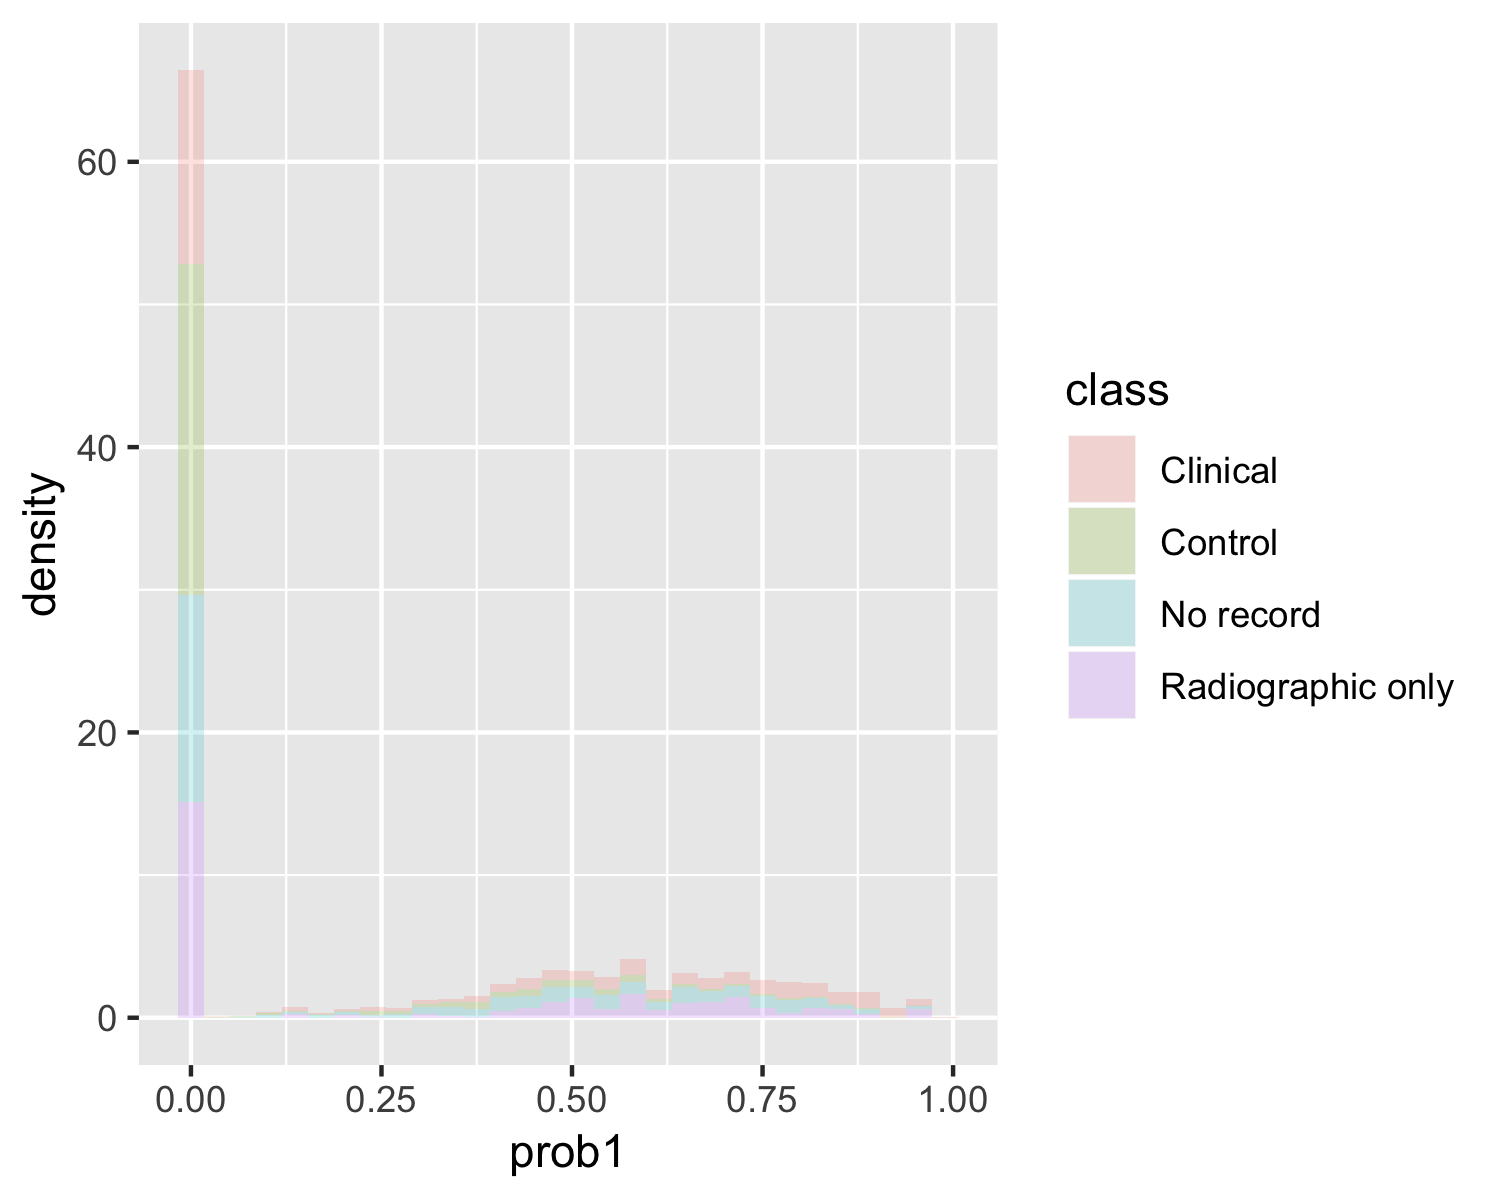 density
60
40
20
0
0.00 0.25 0.50 0.75 1.00
prob1
class
Clinical
Control
No record
Radiographic only